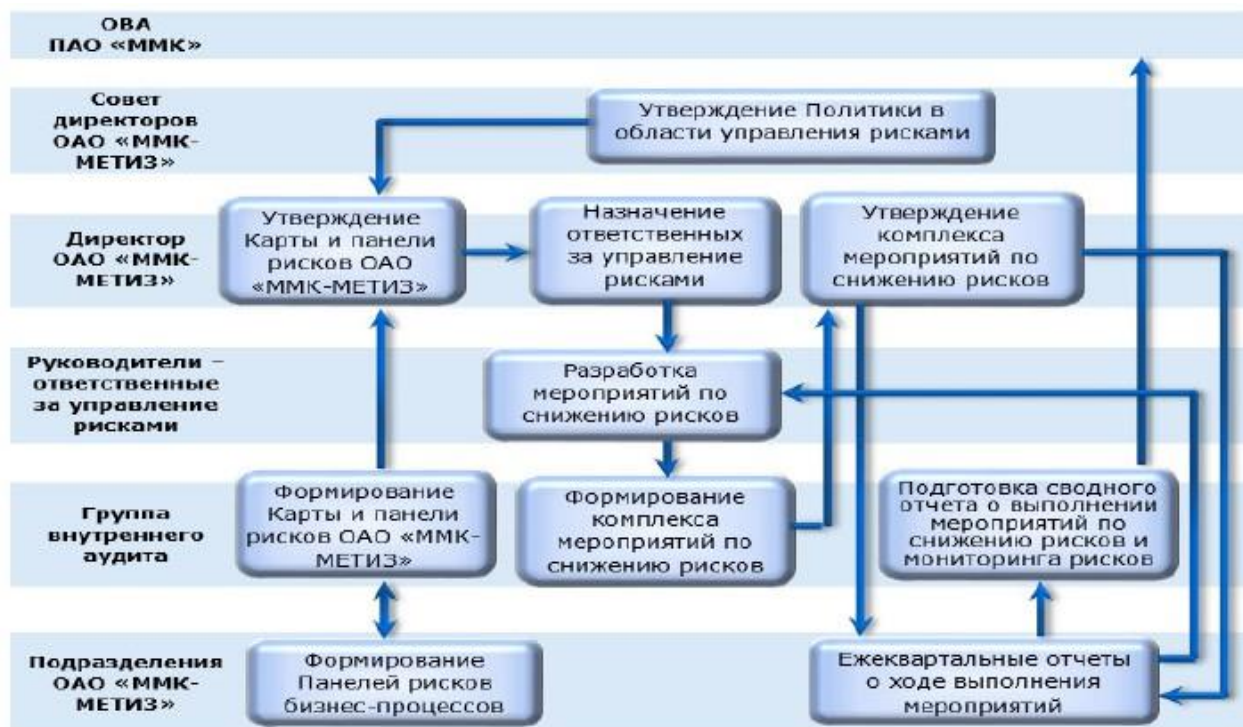 ОВА
ПАО «ММК»
Совет
директоров
ОАО «ММК-
МЕТИЗ»
Утверждение Политики в
области управления рисками
Директор
ОАО «ММК-
МЕТИЗ»
Утверждение
Карты и панели
рисков ОАО
«ММК-МЕТИЗ»
Назначение
ответственных
за управление
рисками
Утверждение
комплекса
мероприятий по
снижению рисков
Руководители –
ответственные
за управление
рисками
Разработка
мероприятий по
снижению рисков
Группа
внутреннего
аудита
Формирование
Карты и панели
рисков ОАО «ММК-
МЕТИЗ»
Формирование
комплекса
мероприятий по
снижению рисков
Подготовка сводного
отчета о выполнении
мероприятий по
снижению рисков и
мониторинга рисков
Подразделения
ОАО «ММК-
МЕТИЗ»
Формирование
Панелей рисков
бизнес-процессов
Ежеквартальные отчеты
о ходе выполнения
мероприятий